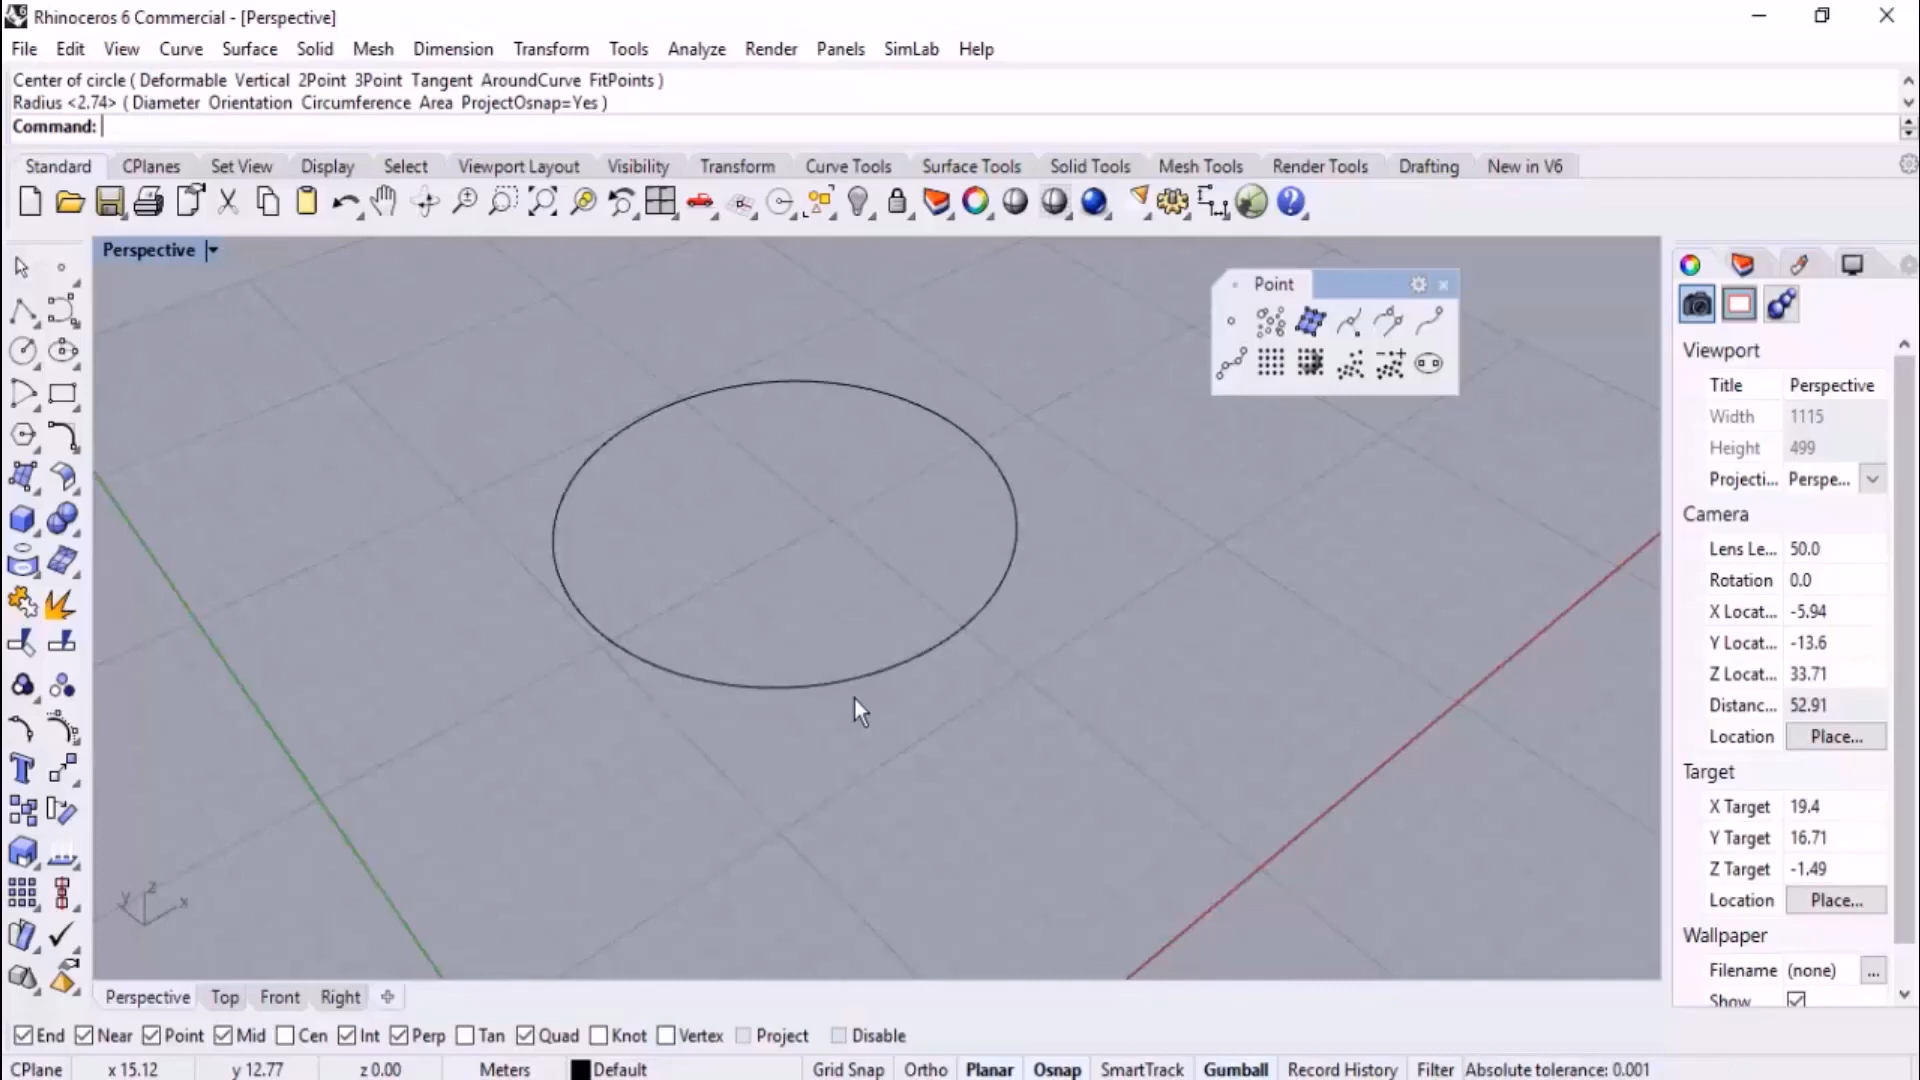 Rhinoceros 6 Commercial - [Perspective]
File Edit View Curve Surface Solid Mesh Dimension Transform Tools Analyze Render Panels SimLab Help
Center of circle ( Deformable Vertical 2Point 3Point Tangent AroundCurve FitPoints )
Radius <2.74> ( Diameter Orientation Circumference Area ProjectOsnap=Yes )
Command:
Standard CPlanes Set View Display Select Viewport Layout Visibility Transform Curve Tools Surface Tools Solid Tools Mesh Tools Render Tools Drafting New in V6
Perspective
Point
Viewport
Title Perspective
Width 1115
Height 499
Projecti... Perspe...
Camera
Lens Le... 50.0
Rotation 0.0
X Locat... -5.94
Y Locat... -13.6
Z Locat... 33.71
Distanc... 52.91
Location Place...
Target
X Target 19.4
Y Target 16.71
Z Target -1.49
Location Place...
Wallpaper
Filename (none) ...
Show
z
y x
Perspective Top Front Right
End Near Point Mid Cen Int Perp Tan Quad Knot Vertex Project Disable
CPlane x 15.12 y 12.77 z 0.00 Meters Default Grid Snap Ortho Planar Osnap SmartTrack Gumball Record History Filter Absolute tolerance: 0.001